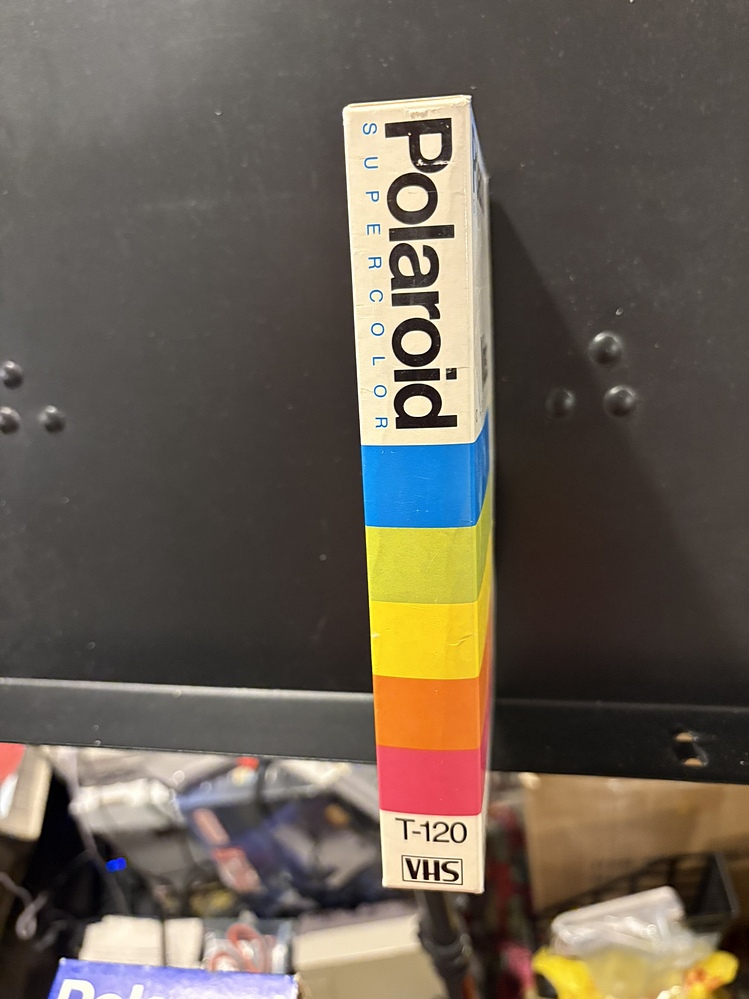 Polaroid
SUPERCOLOR
T-120
VHS